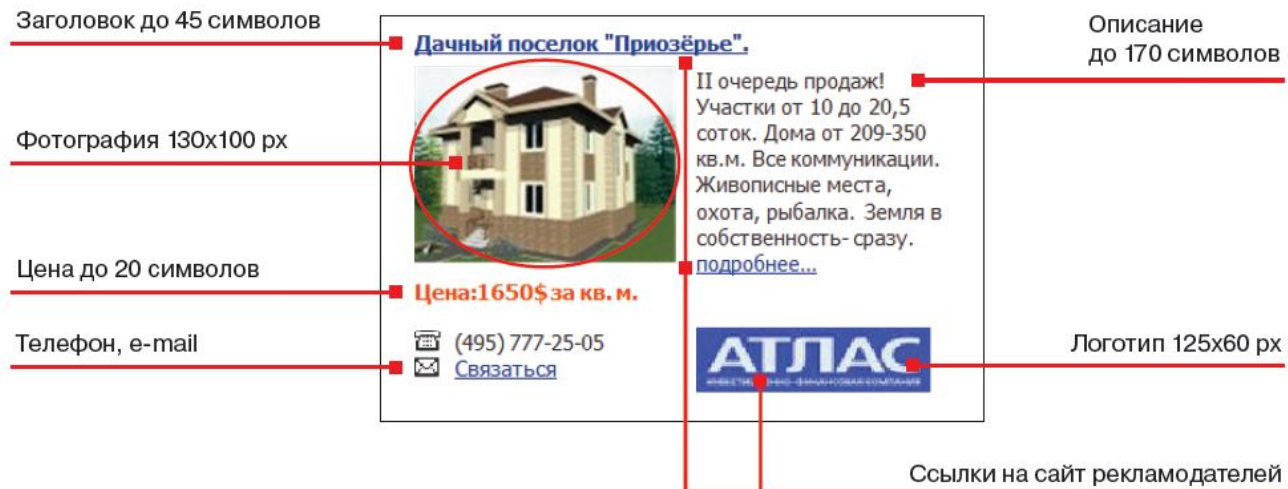 Заголовок до 45 символов
Описание
до 170 символов
Дачный поселок "Приозёрье".
II очередь продаж!
Участки от 10 до 20,5
соток. Дома от 209-350
кв.м. Все коммуникации.
Живописные места,
охота, рыбалка. Земля в
собственность- сразу.
подробнее...
Фотография 130x100 px
Цена до 20 символов
Цена:1650$ за кв. м.
Телефон, e-mail
(495) 777-25-05
Связаться
АТЛАС
ИНВЕСТИЦИОННО-ФИНАНСОВАЯ КОМПАНИЯ
Логотип 125x60 px
Ссылки на сайт рекламодателей